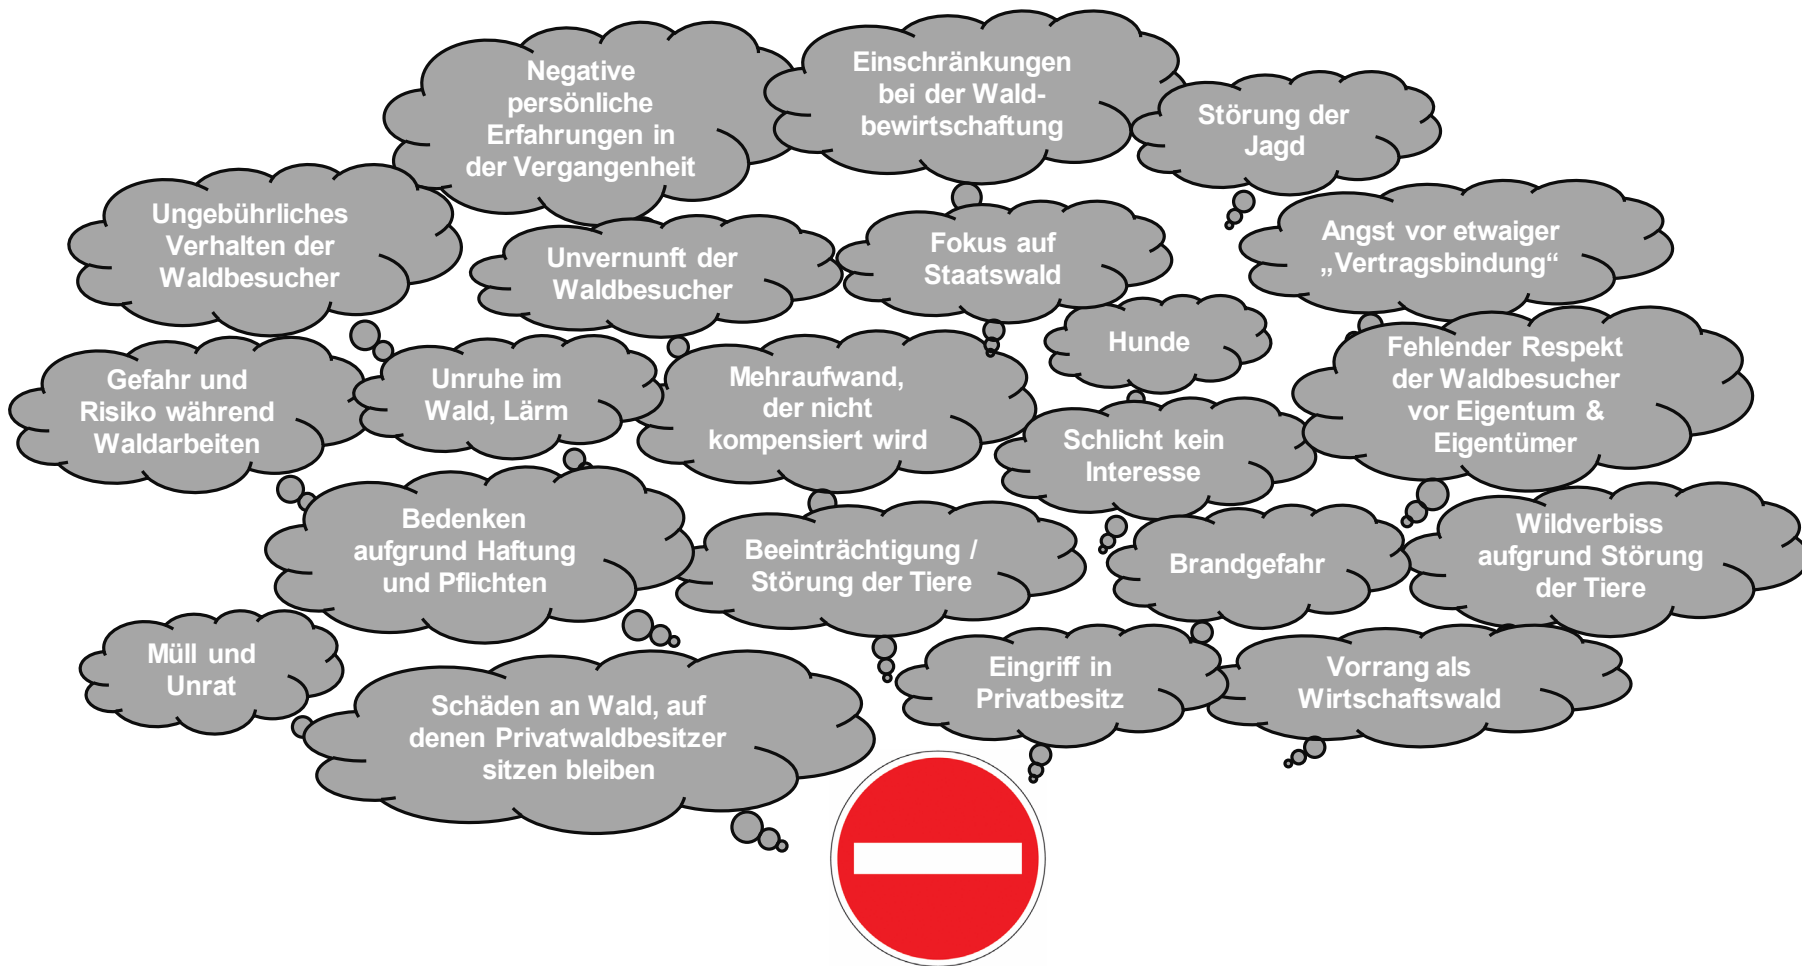 Negative
persönliche
Erfahrungen in
der Vergangenheit
Einschränkungen
bei der Wald-
bewirtschaftung
Störung der
Jagd
Ungebührliches
Verhalten der
Waldbesucher
Unvernunft der
Waldbesucher
Fokus auf
Staatswald
Angst vor etwaiger
„Vertragsbindung“
Hunde
Gefahr und
Risiko während
Waldarbeiten
Unruhe im
Wald, Lärm
Mehraufwand,
der nicht
kompensiert wird
Schlicht kein
Interesse
Fehlender Respekt
der Waldbesucher
vor Eigentum &
Eigentümer
Bedenken
aufgrund Haftung
und Pflichten
Beeinträchtigung /
Störung der Tiere
Brandgefahr
Wildverbiss
aufgrund Störung
der Tiere
Müll und
Unrat
Schäden an Wald, auf
denen Privatwaldbesitzer
sitzen bleiben
Eingriff in
Privatbesitz
Vorrang als
Wirtschaftswald